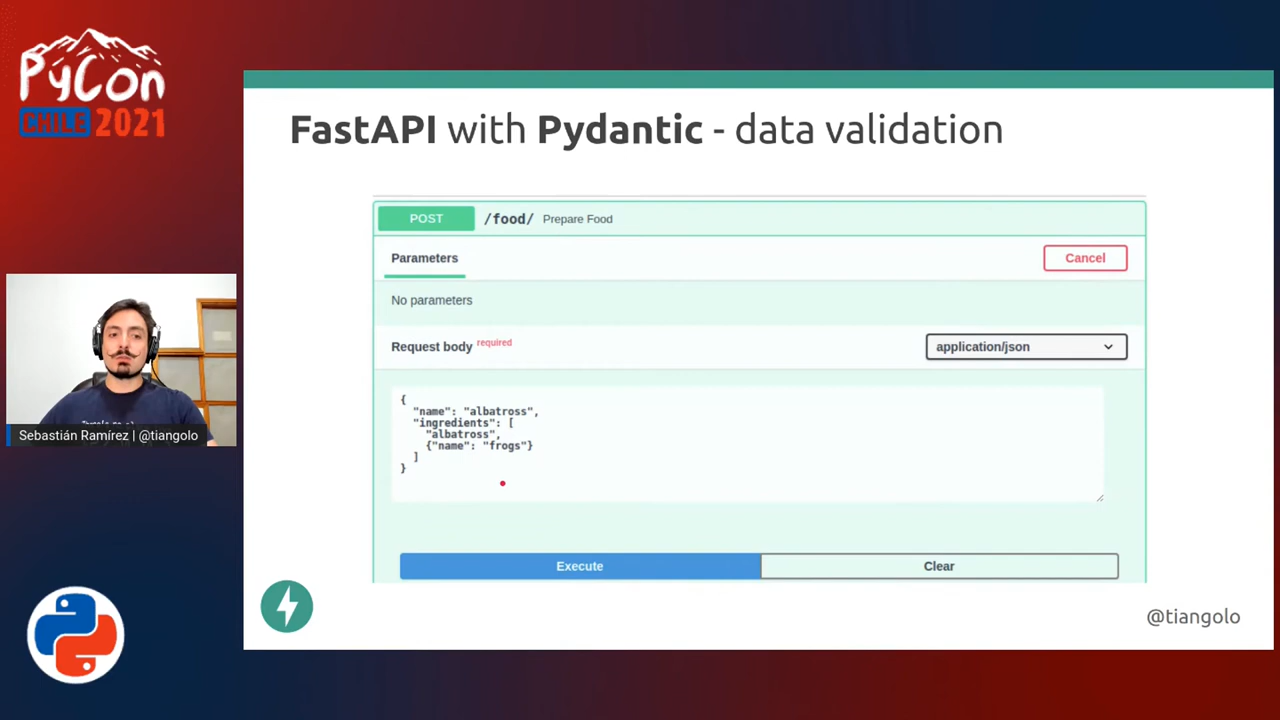 PyCon
CHILE 2021
FastAPI with Pydantic - data validation
POST /food/ Prepare Food
Parameters
Cancel
No parameters
Request body required
application/json
{
"name": "albatross",
"ingredients": [
"albatross",
{"name": "frogs"}
]
}
Execute
Clear
Sebastián Ramírez | @tiangolo
@tiangolo